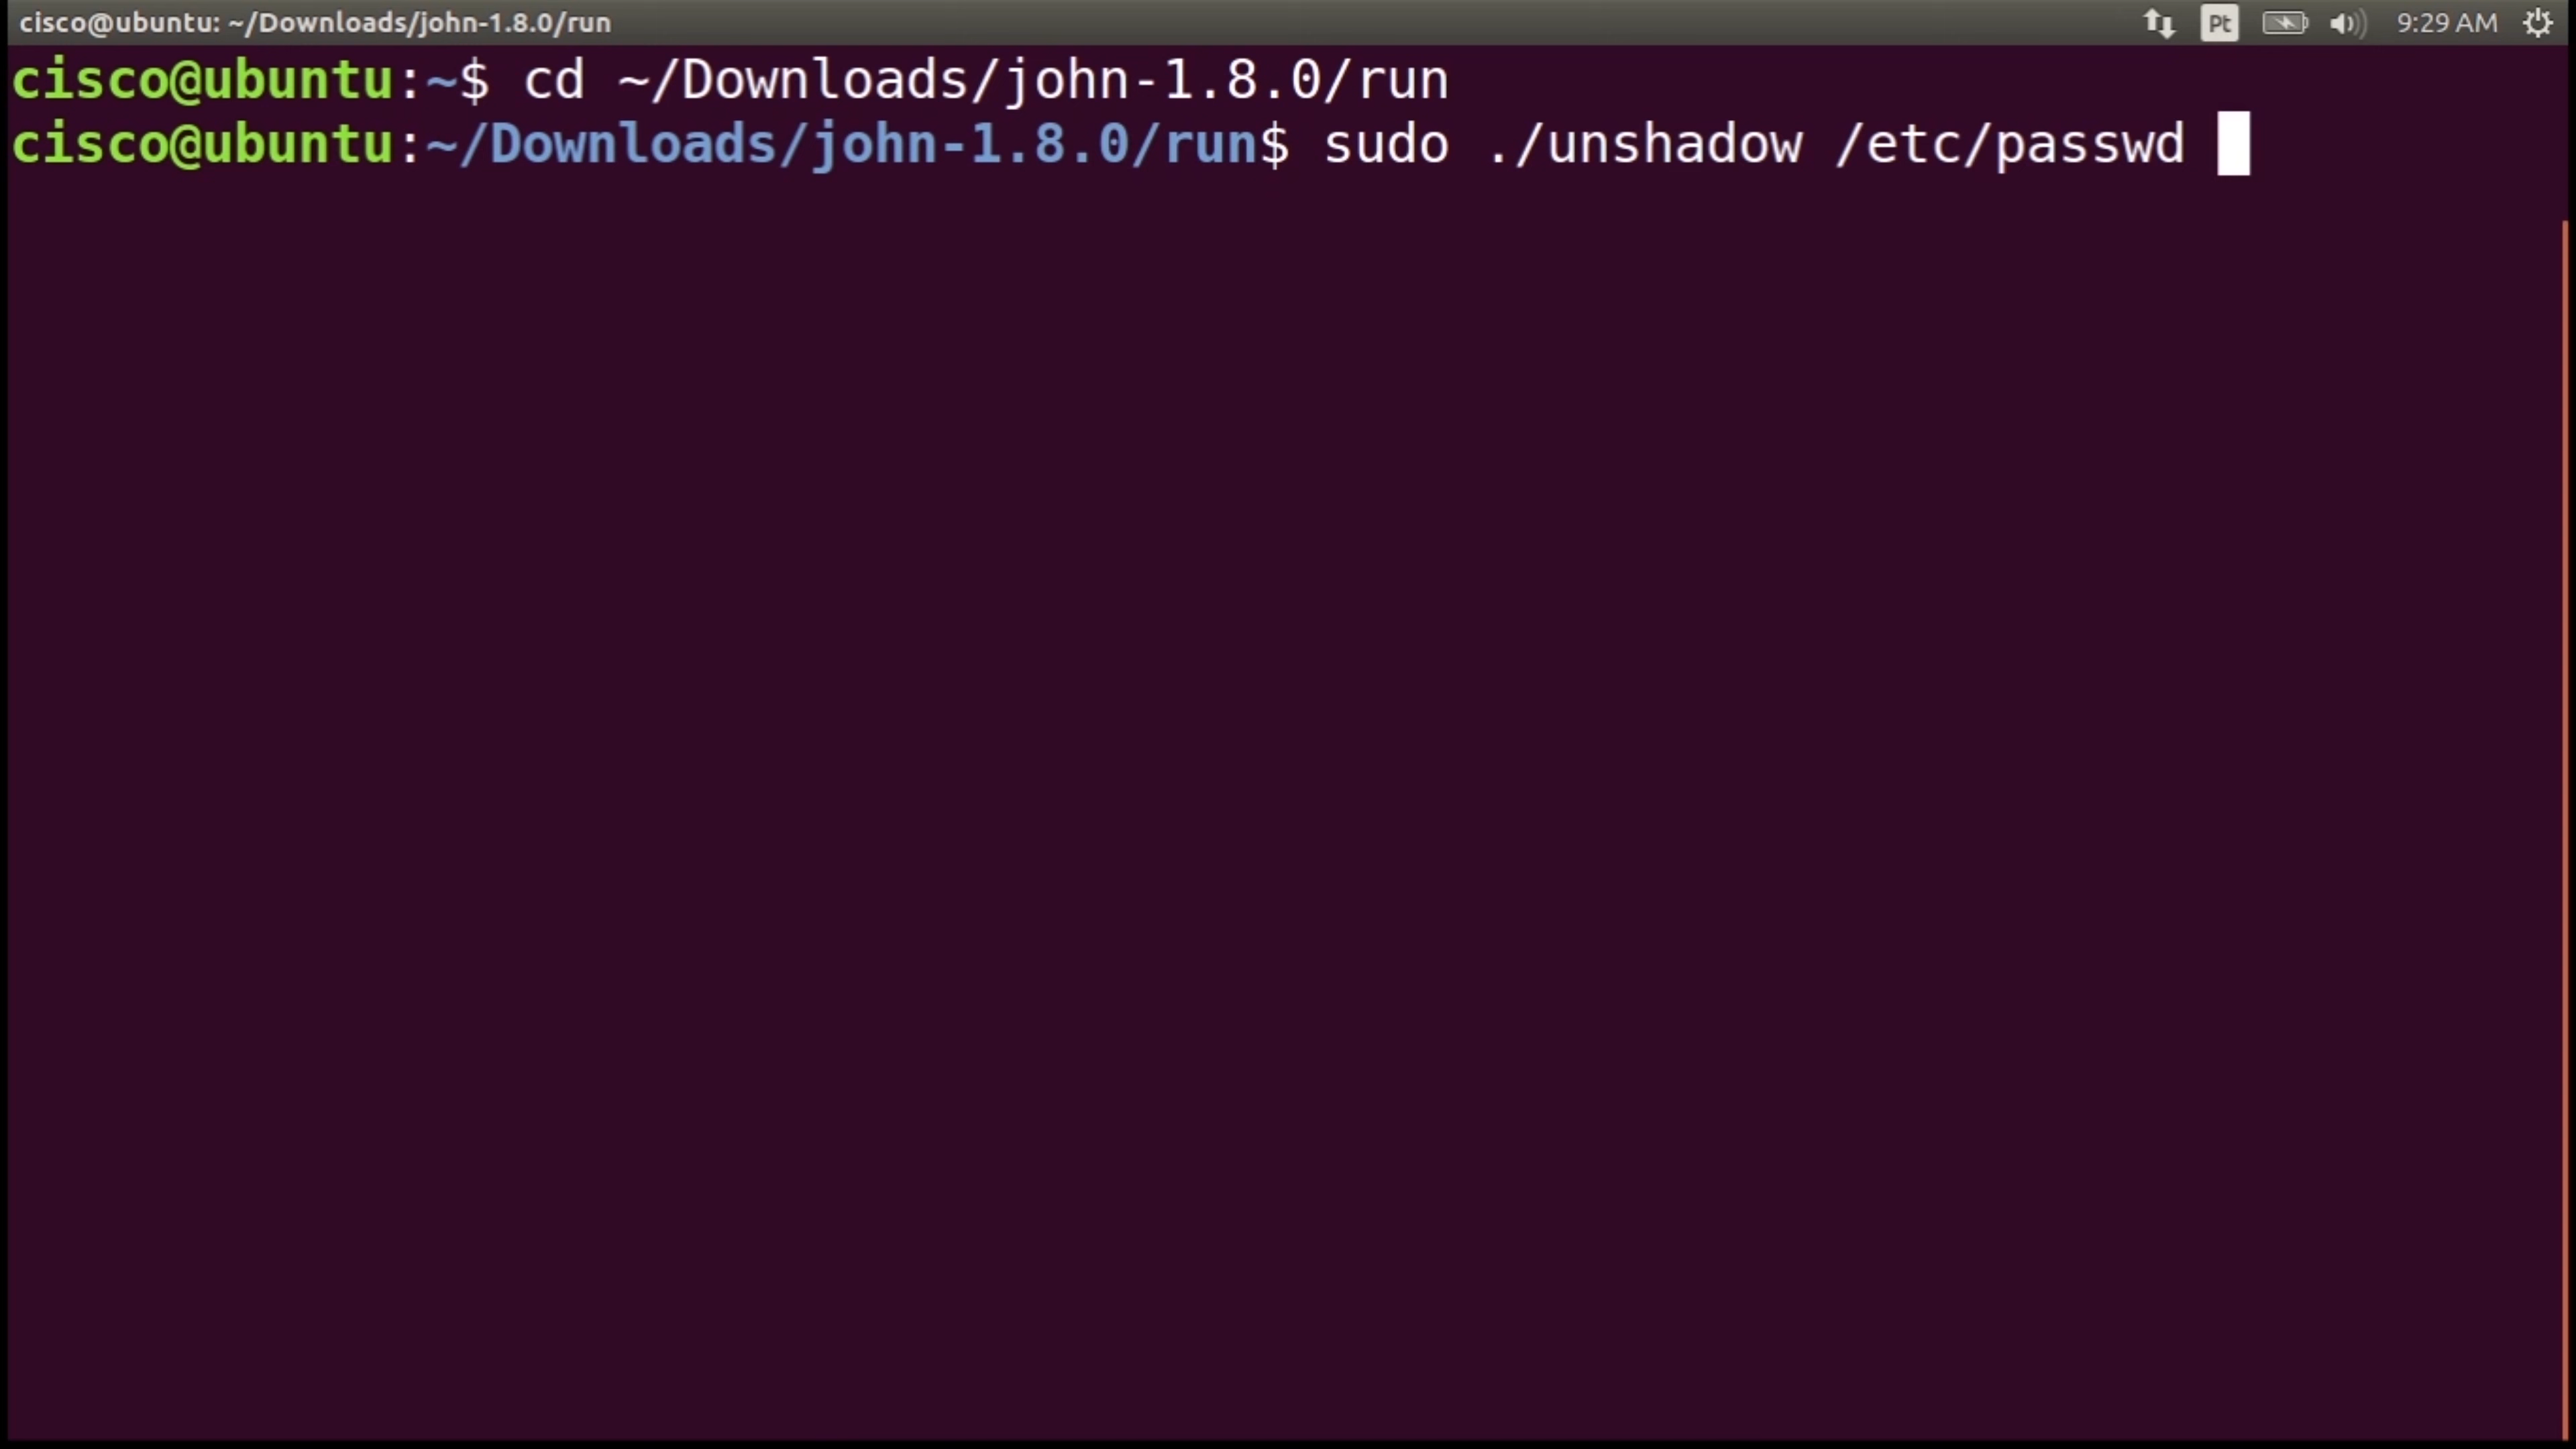 cisco@ubuntu: ~/Downloads/john-1.8.0/run Pt 9:29 AM
cisco@ubuntu:~$ cd ~/Downloads/john-1.8.0/run
cisco@ubuntu:~/Downloads/john-1.8.0/run$ sudo ./unshadow /etc/passwd